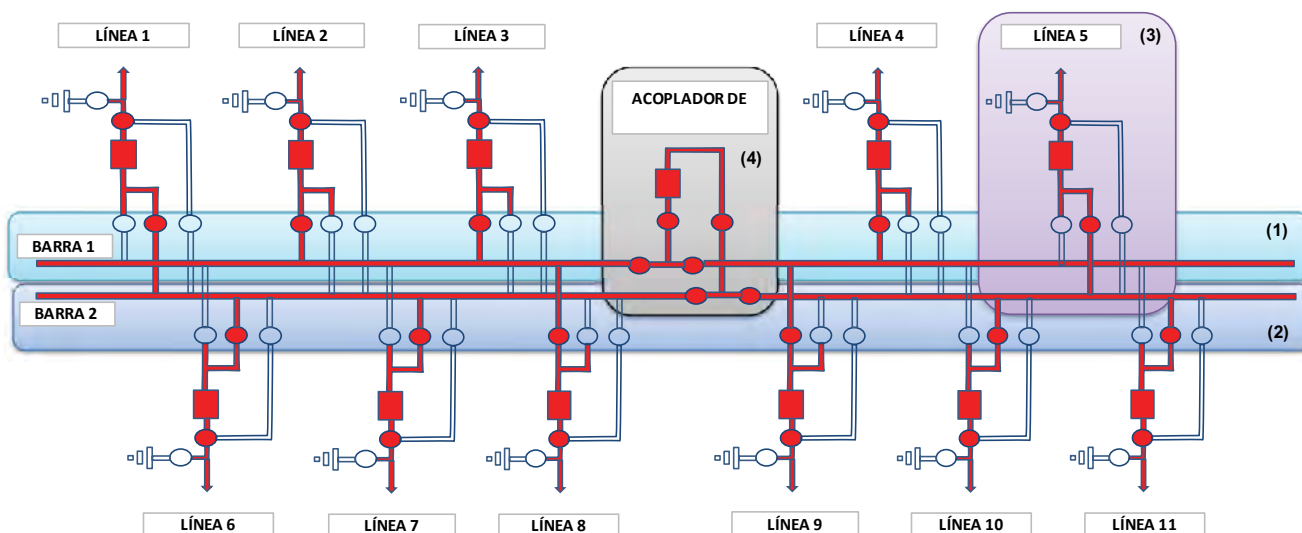 LÍNEA 1
LÍNEA 2
LÍNEA 3
LÍNEA 4
LÍNEA 5
(3)
ACOPLADOR DE
(4)
(1)
BARRA 1
BARRA 2
(2)
LÍNEA 6
LÍNEA 7
LÍNEA 8
LÍNEA 9
LÍNEA 10
LÍNEA 11